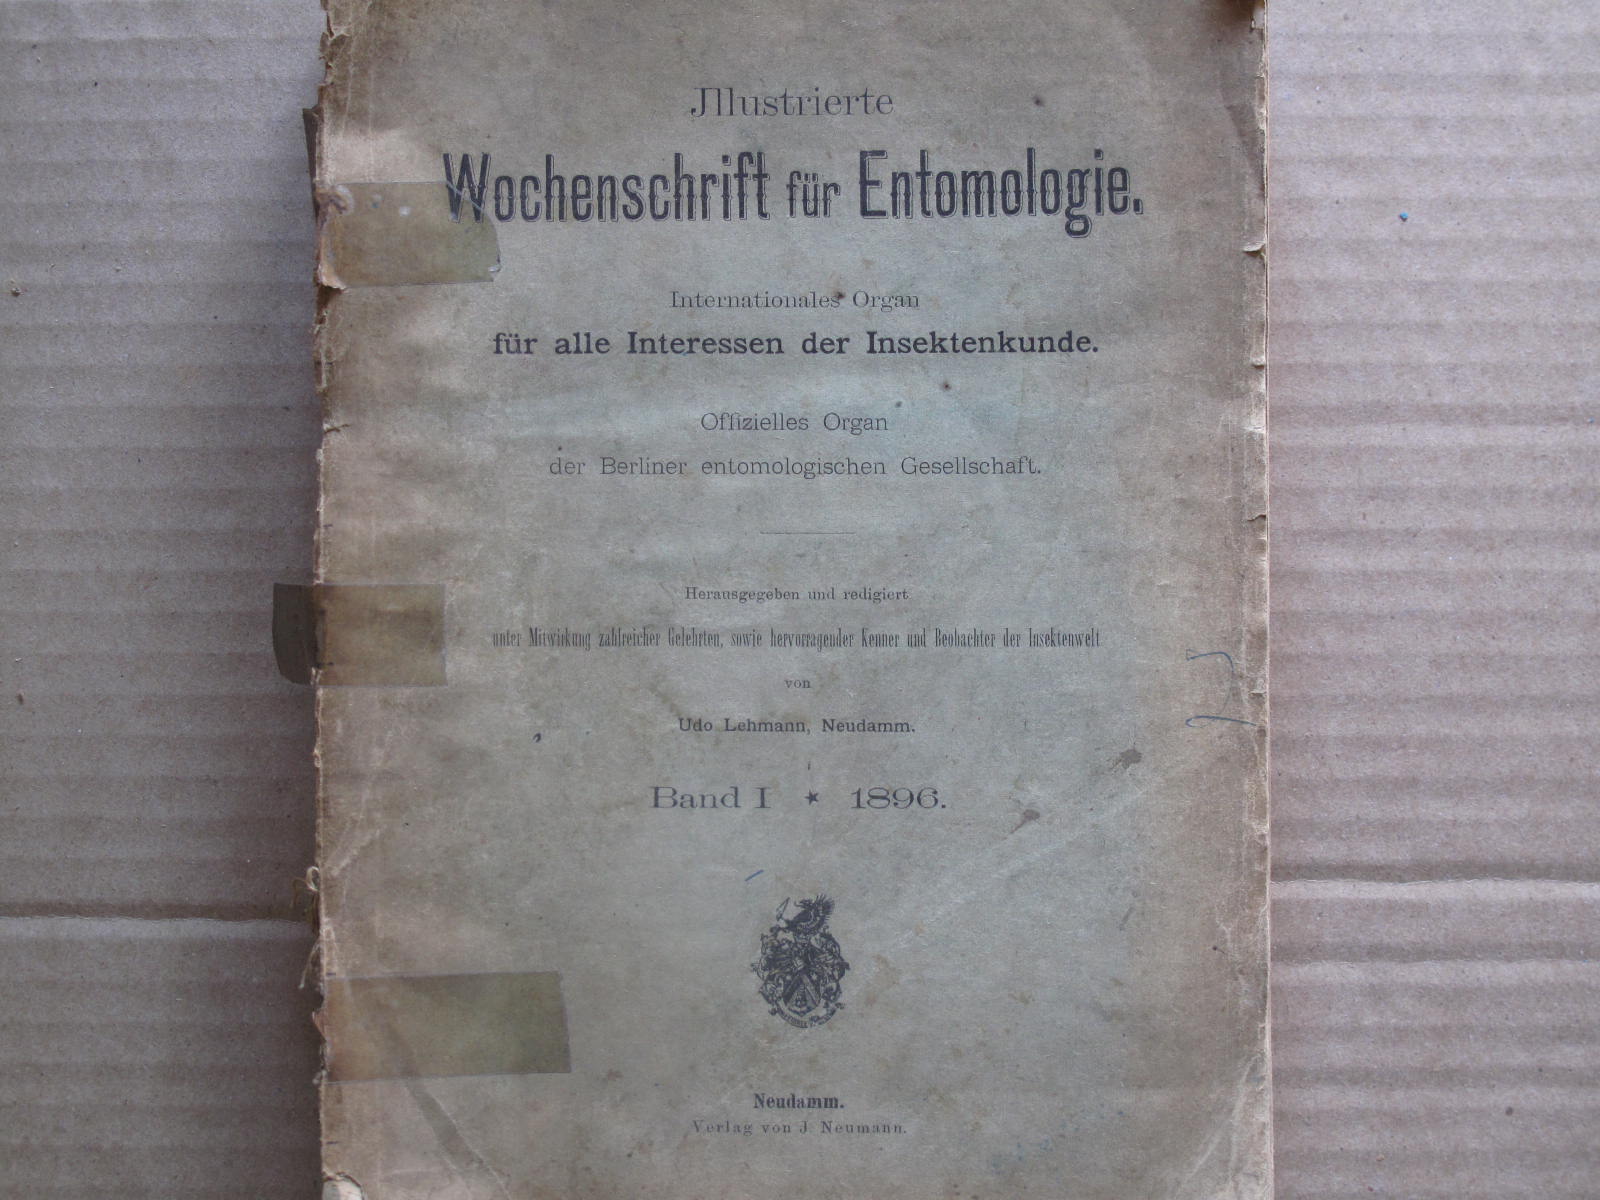 Jllustrierte
Wochenschrift für Entomologie.
Internationales Organ
für alle Interessen der Insektenkunde.
Offizielles Organ
der Berliner entomologischen Gesellschaft.
Herausgegeben und redigiert
unter Mitwirkung zahlreicher Gelehrten, sowie hervorragender Kenner und Beobachter der Insektenwelt
von
Udo Lehmann, Neudamm.
Band I * 1896.
Neudamm.
Verlag von J. Neumann.